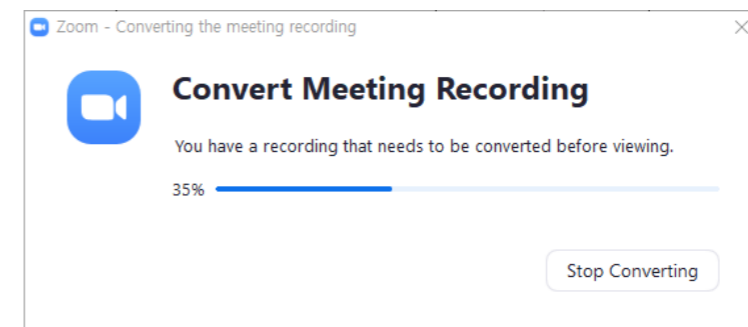 Zoom - Converting the meeting recording
Convert Meeting Recording
You have a recording that needs to be converted before viewing.
35%
Stop Converting